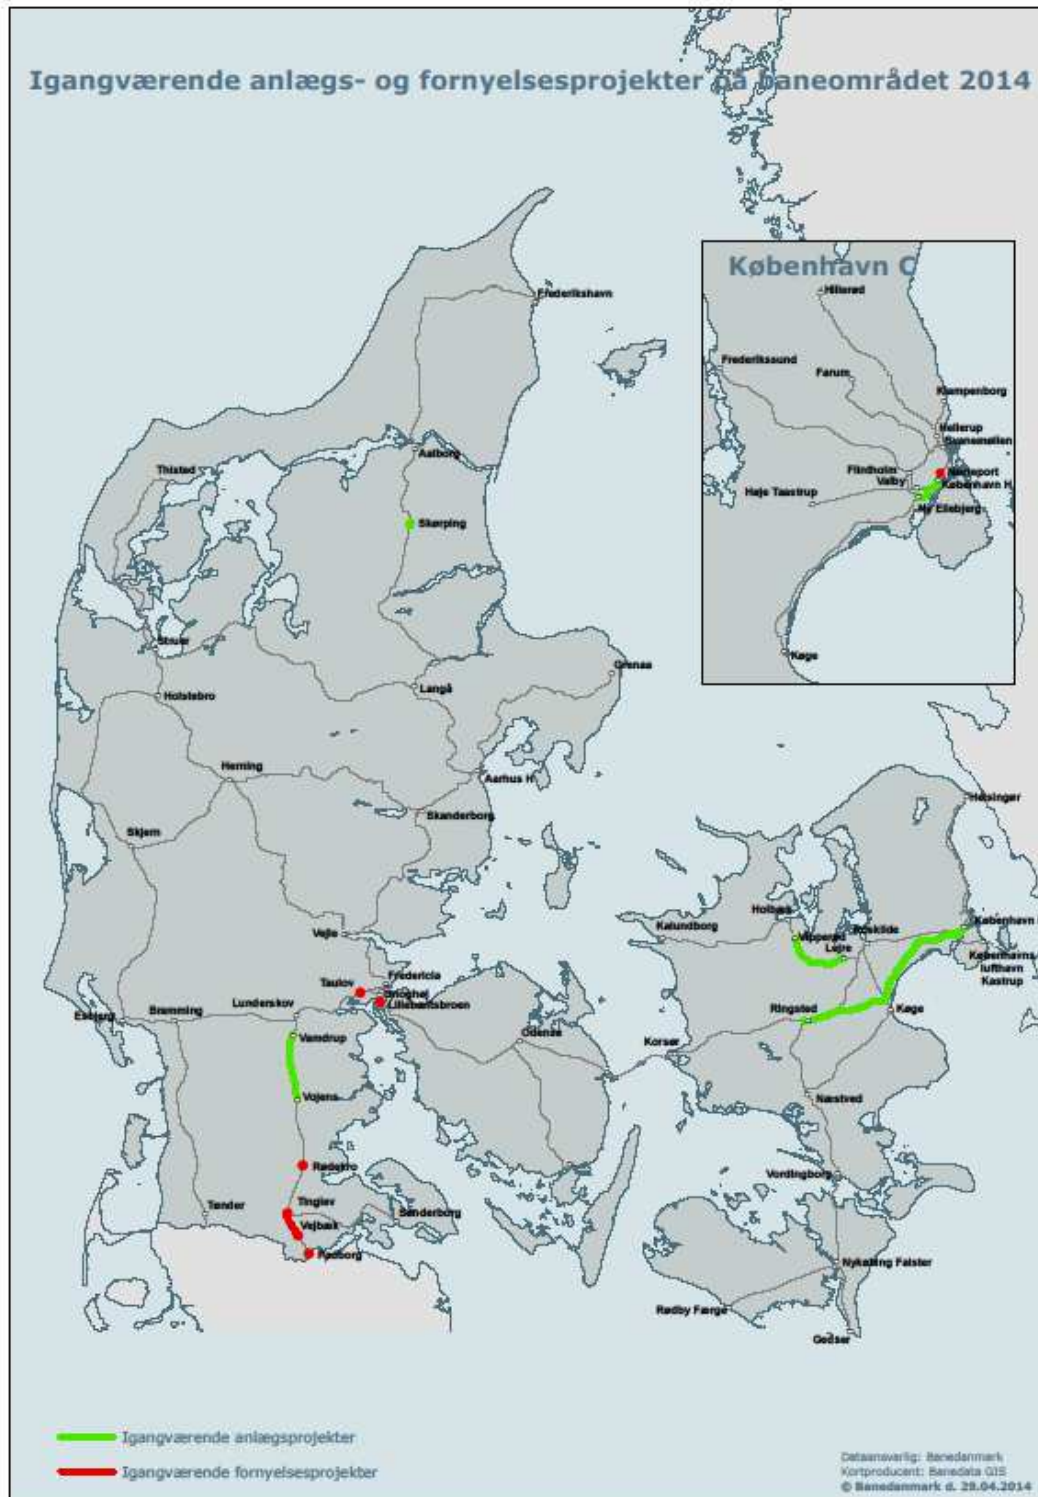 Igangværende anlægs- og fornyelsesprojekter på baneområdet 2014
København C
Hillerød
Frederikssund
Farum
Klampenborg
Hellerup
Svanemøllen
Flintholm
Nørreport
Valby
København H
Høje Taastrup
Ny Ellebjerg
Køge
Frederikshavn
Aalborg
Thisted
Skørping
Struer
Grenaa
Langå
Holstebro
Herning
Aarhus H
Skanderborg
Skjern
Helsingør
Holbæk
København
Kalundborg
Vipperød
Roskilde
Lejre
Københavns
lufthavn
Kastrup
Vejle
Fredericia
Taulov
Snoghøj
Lillebæltsbroen
Lunderskov
Esbjerg
Bramming
Ringsted
Køge
Vamdrup
Odense
Korsør
Vojens
Næstved
Rødekro
Vordingborg
Tinglev
Tønder
Sønderborg
Vejbæk
Padborg
Nykøbing Falster
Rødby Færge
Gedser
Igangværende anlægsprojekter
Igangværende fornyelsesprojekter
Dataansvarlig: Banedanmark
Kortproducent: Banedata GIS
© Banedanmark d. 29.04.2014